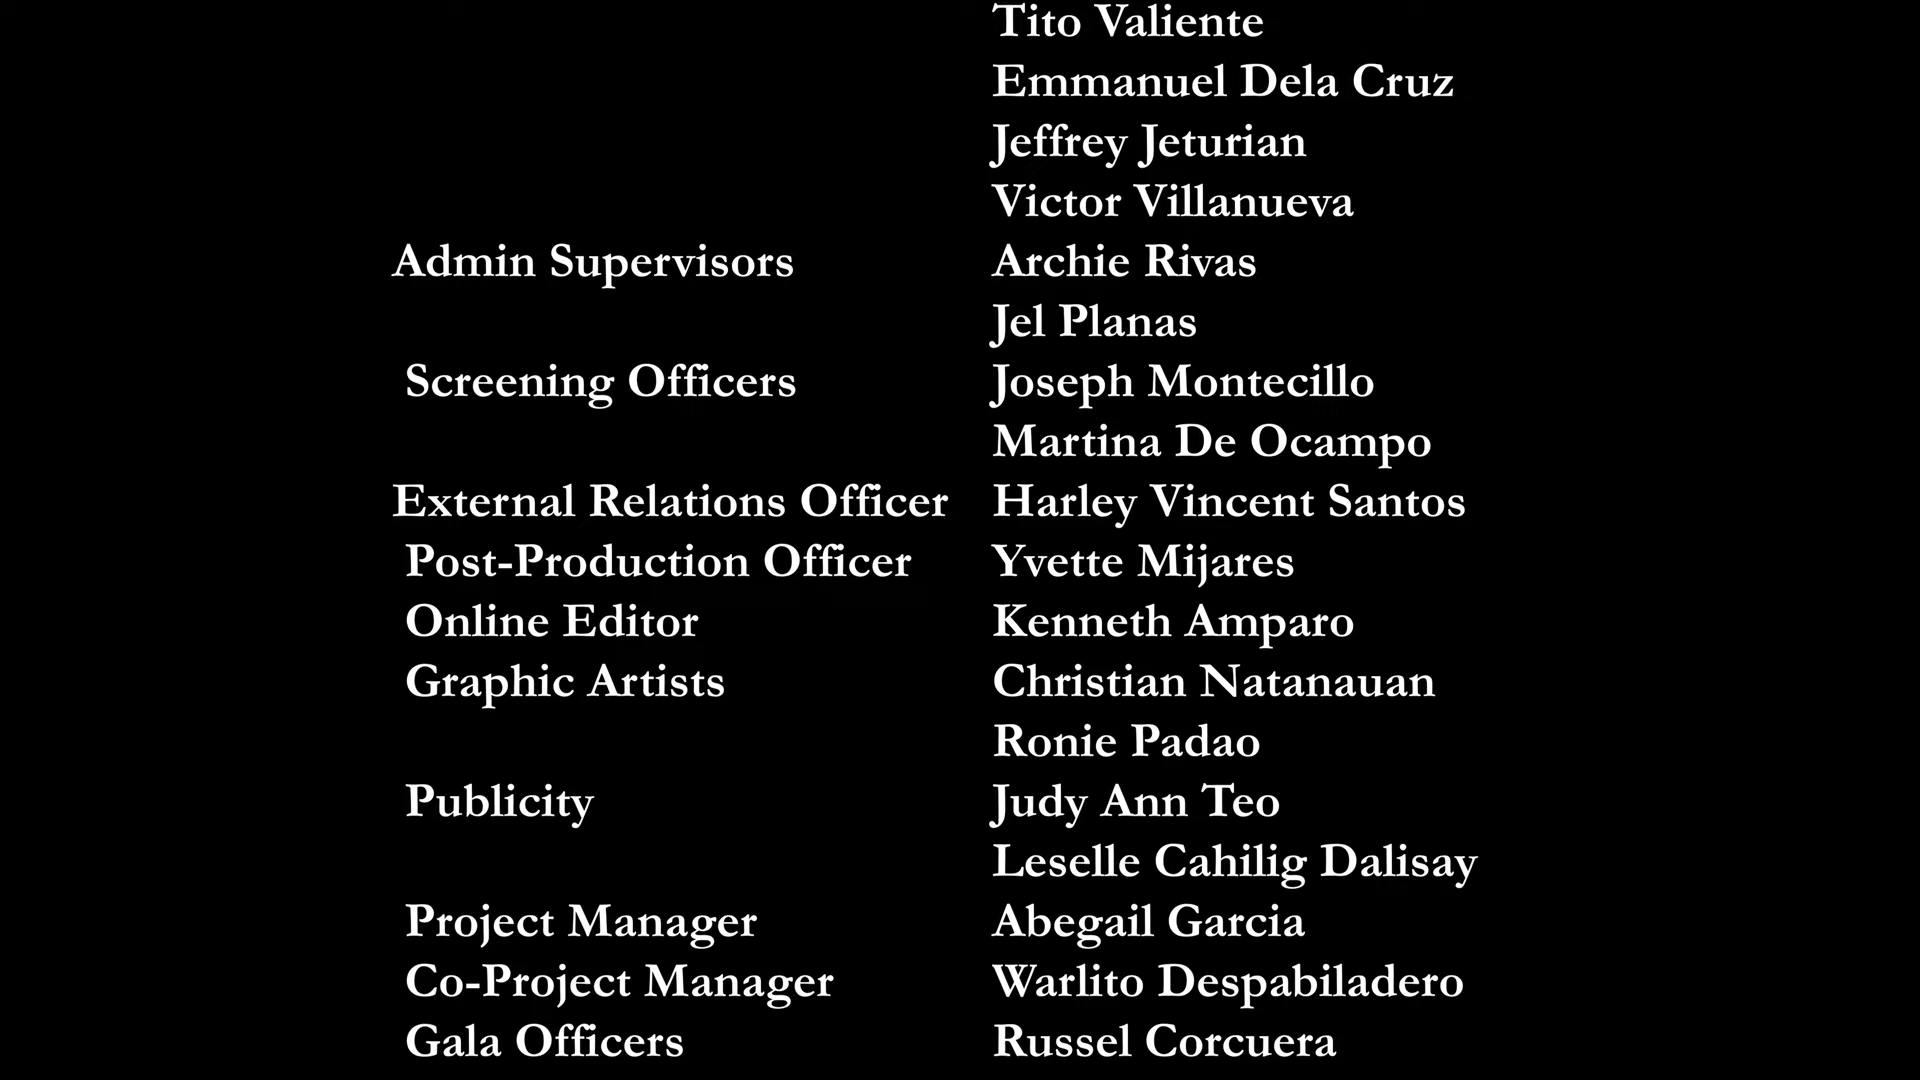 Tito Valiente
Emmanuel Dela Cruz
Jeffrey Jeturian
Victor Villanueva
Admin Supervisors Archie Rivas
Jel Planas
Screening Officers Joseph Montecillo
Martina De Ocampo
External Relations Officer Harley Vincent Santos
Post-Production Officer Yvette Mijares
Online Editor Kenneth Amparo
Graphic Artists Christian Natanauan
Ronie Padao
Publicity Judy Ann Teo
Leselle Cahilig Dalisay
Project Manager Abegail Garcia
Co-Project Manager Warlito Despabiladero
Gala Officers Russel Corcuera